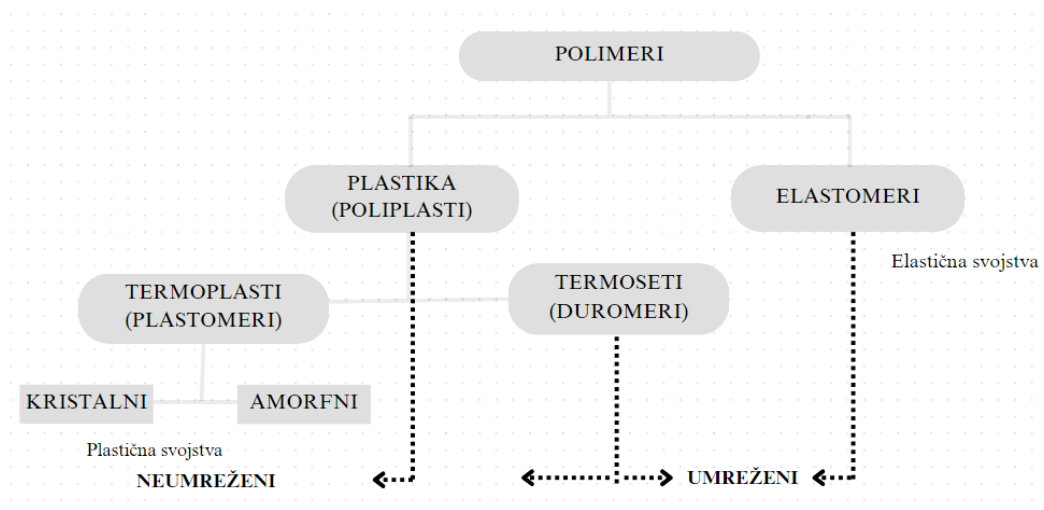 POLIMERI
PLASTIKA
(POLIPLASTI)
ELASTOMERI
Elastična svojstva
TERMOPLASTI
(PLASTOMERI)
TERMOSETI
(DUROMERI)
KRISTALNI
AMORFNI
Plastična svojstva
NEUMREŽENI
UMREŽENI